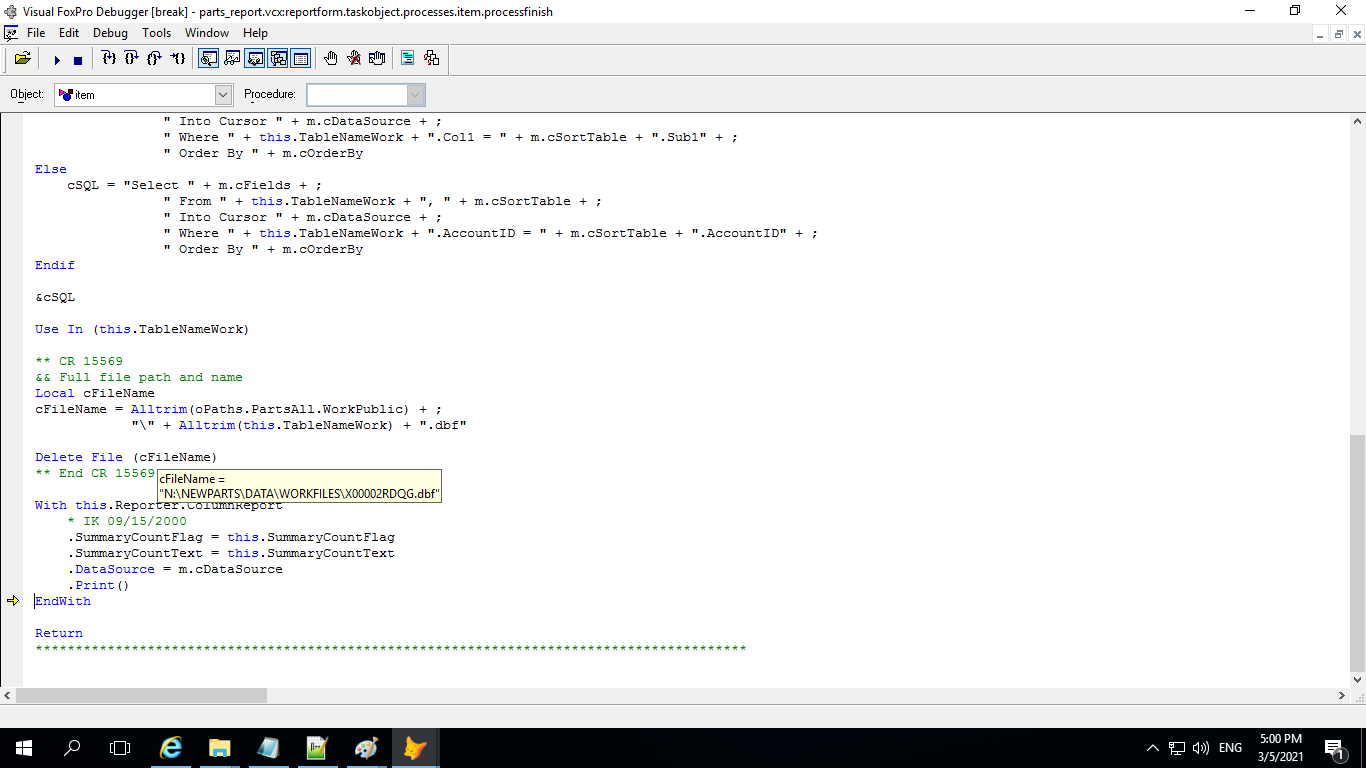 Visual FoxPro Debugger [break] - parts_report.vcx:reportform.taskobject.processes.item.processfinish
File Edit Debug Tools Window Help
Object: item Procedure:
" Into Cursor " + m.cDataSource + ;
" Where " + this.TableNameWork + ".Col1 = " + m.cSortTable + ".Sub1" + ;
" Order By " + m.cOrderBy
Else
cSQL = "Select " + m.cFields + ;
" From " + this.TableNameWork + ", " + m.cSortTable + ;
" Into Cursor " + m.cDataSource + ;
" Where " + this.TableNameWork + ".AccountID = " + m.cSortTable + ".AccountID" + ;
" Order By " + m.cOrderBy
Endif
&cSQL
Use In (this.TableNameWork)
** CR 15569
&& Full file path and name
Local cFileName
cFileName = Alltrim(oPaths.PartsAll.WorkPublic) + ;
"\" + Alltrim(this.TableNameWork) + ".dbf"
Delete File (cFileName)
** End CR 15569
cFileName =
"N:\NEWPARTS\DATA\WORKFILES\X00002RDQG.dbf"
With this.Reporter.ColumnReport
* IK 09/15/2000
.SummaryCountFlag = this.SummaryCountFlag
.SummaryCountText = this.SummaryCountText
.DataSource = m.cDataSource
.Print()
EndWith
Return
*****************************************************************************************
ENG
5:00 PM
3/5/2021
1